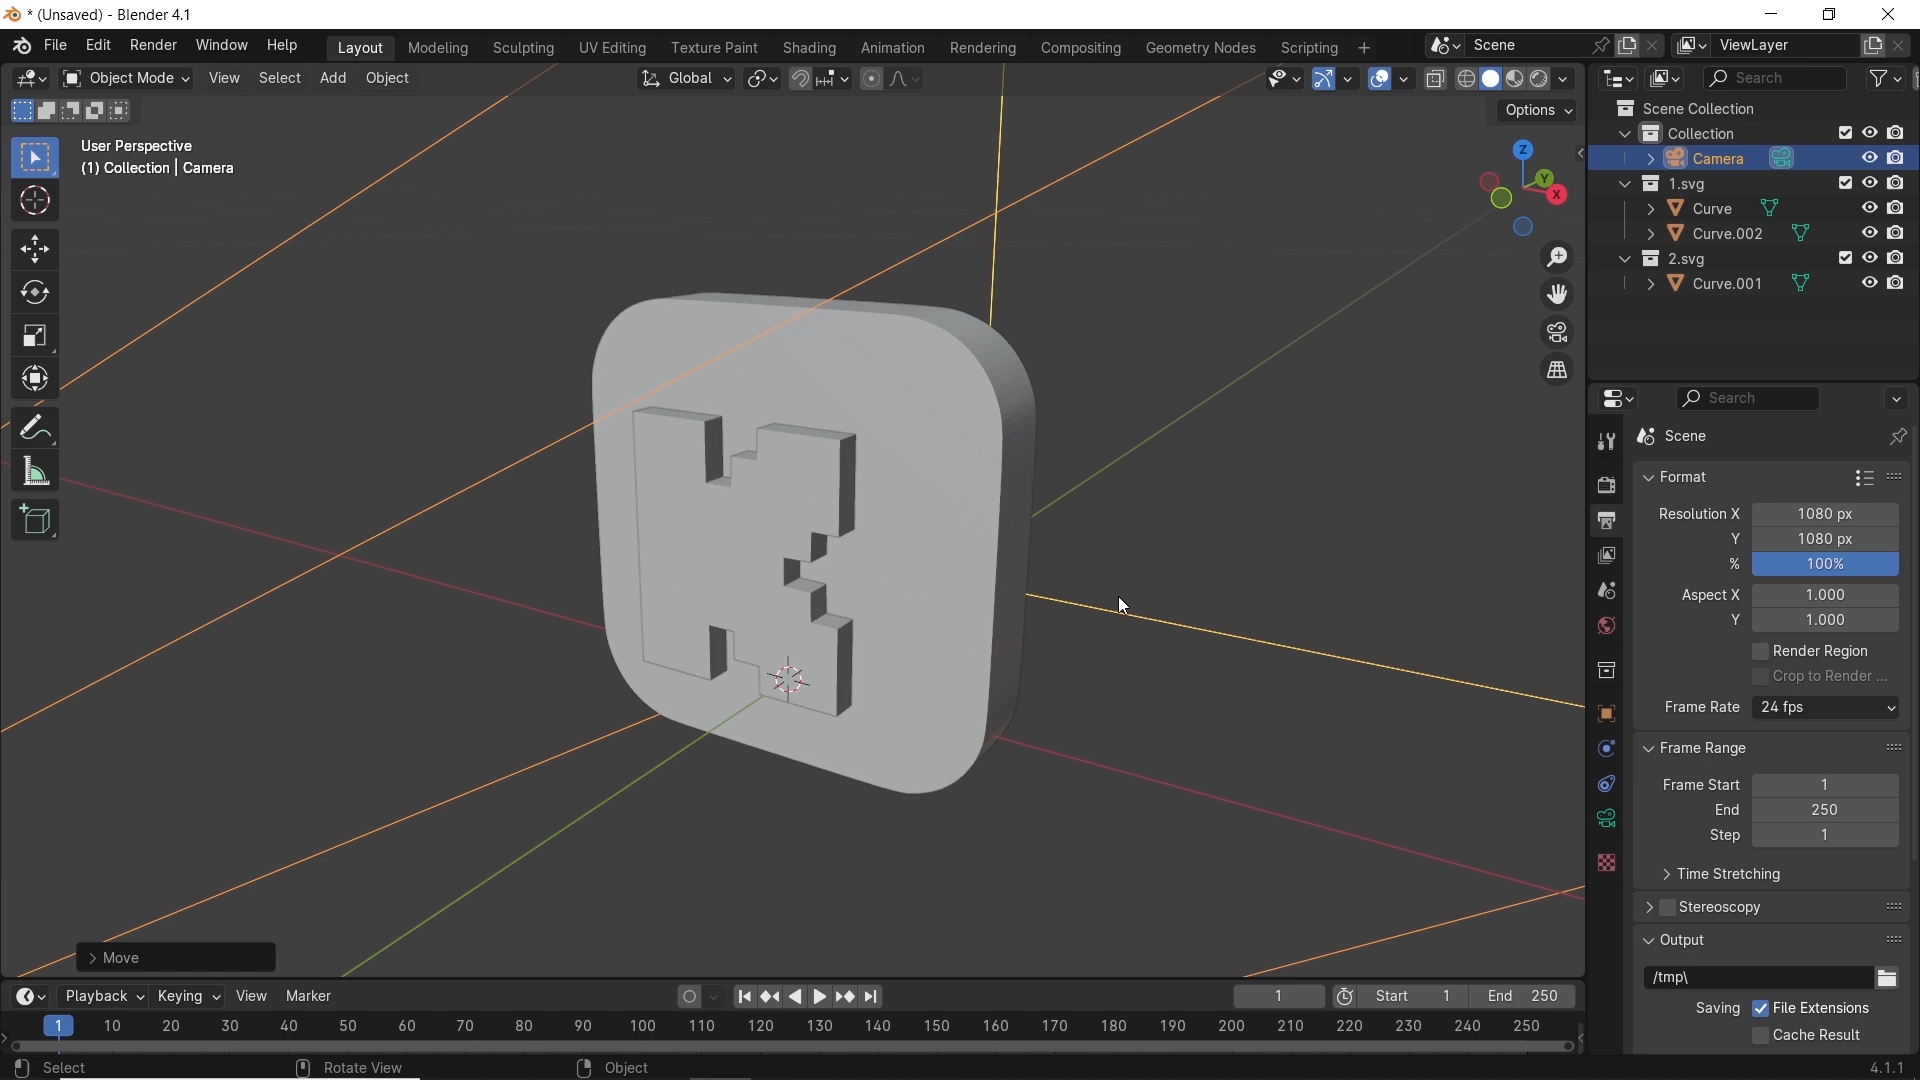 * (Unsaved) - Blender 4.1
File Edit Render Window Help Layout Modeling Sculpting UV Editing Texture Paint Shading Animation Rendering Compositing Geometry Nodes Scripting + Scene ViewLayer
Object Mode View Select Add Object Global Search
Options
User Perspective
(1) Collection | Camera
Z
Y
X
Scene Collection
Collection
Camera
1.svg
Curve
Curve.002
2.svg
Curve.001
Search
Scene
Format
Resolution X 1080 px
Y 1080 px
% 100%
Aspect X 1.000
Y 1.000
Render Region
Crop to Render ...
Frame Rate 24 fps
Frame Range
Frame Start 1
End 250
Step 1
Time Stretching
Stereoscopy
Output
/tmp\
Saving File Extensions
Cache Result
Move
Playback Keying View Marker 1 Start 1 End 250
1 10 20 30 40 50 60 70 80 90 100 110 120 130 140 150 160 170 180 190 200 210 220 230 240 250
Select Rotate View Object 4.1.1